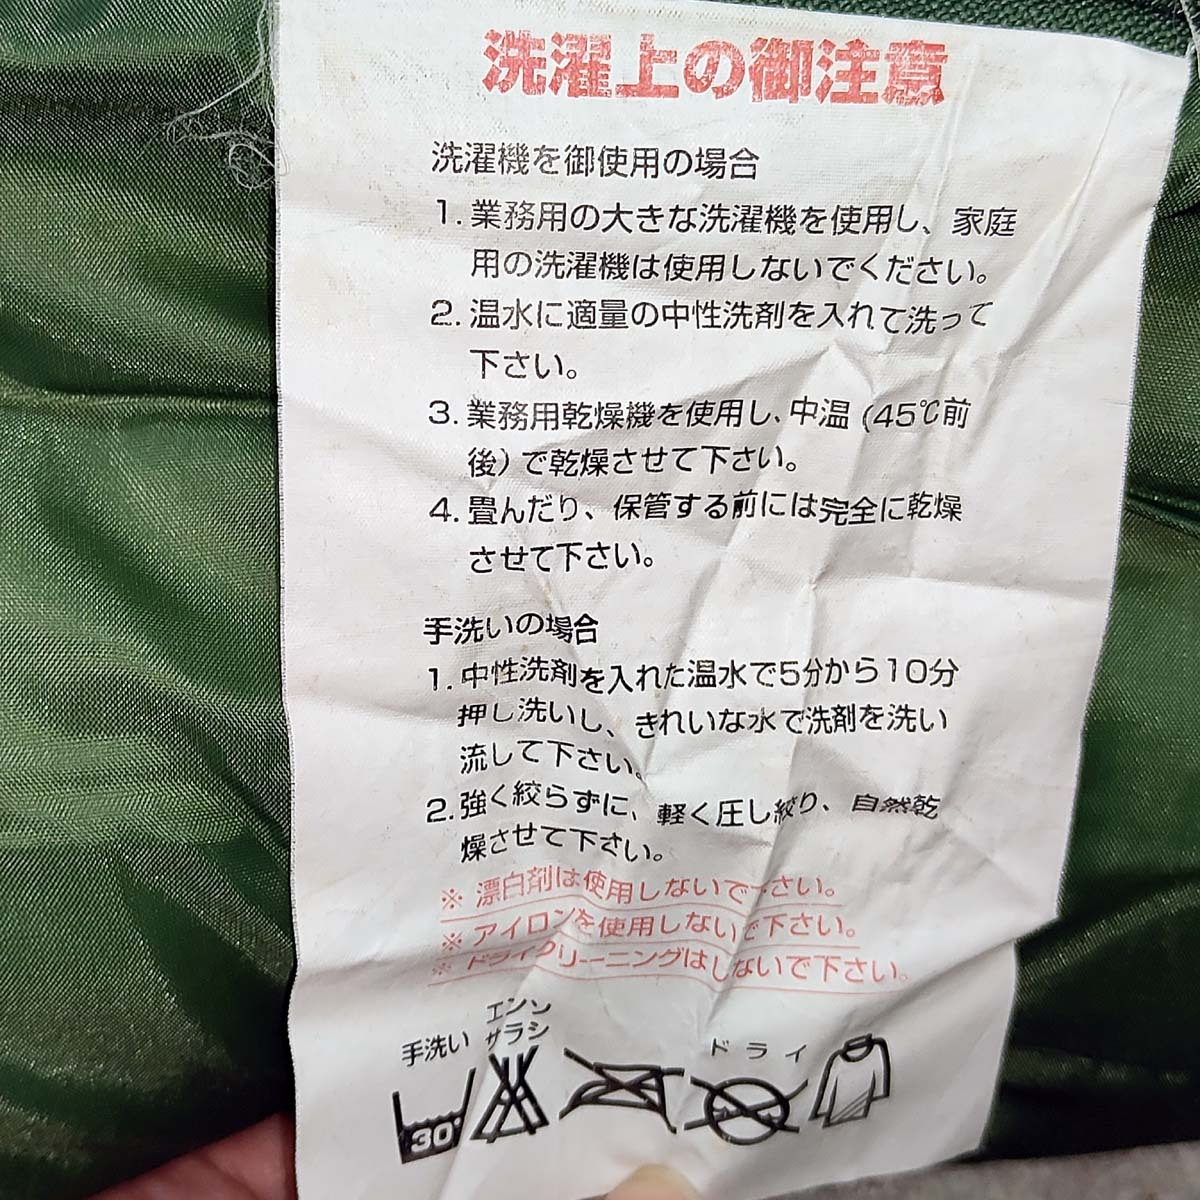 洗濯上の御注意
洗濯機を御使用の場合
1. 業務用の大きな洗濯機を使用し、家庭
用の洗濯機は使用しないでください。
2. 温水に適量の中性洗剤を入れて洗って
下さい。
3. 業務用乾燥機を使用し、中温 (45℃前
後) で乾燥させて下さい。
4. 畳んだり、保管する前には完全に乾燥
させて下さい。
手洗いの場合
1. 中性洗剤を入れた温水で5分から10分
押し洗いし、きれいな水で洗剤を洗い
流して下さい。
2. 強く絞らずに、軽く圧し絞り、自然乾
燥させて下さい。
※ 漂白剤は使用しないで下さい。
※ アイロンを使用しないで下さい。
※ ドライクリーニングはしないで下さい。
エンソ
手洗い サラシ ドライ
30